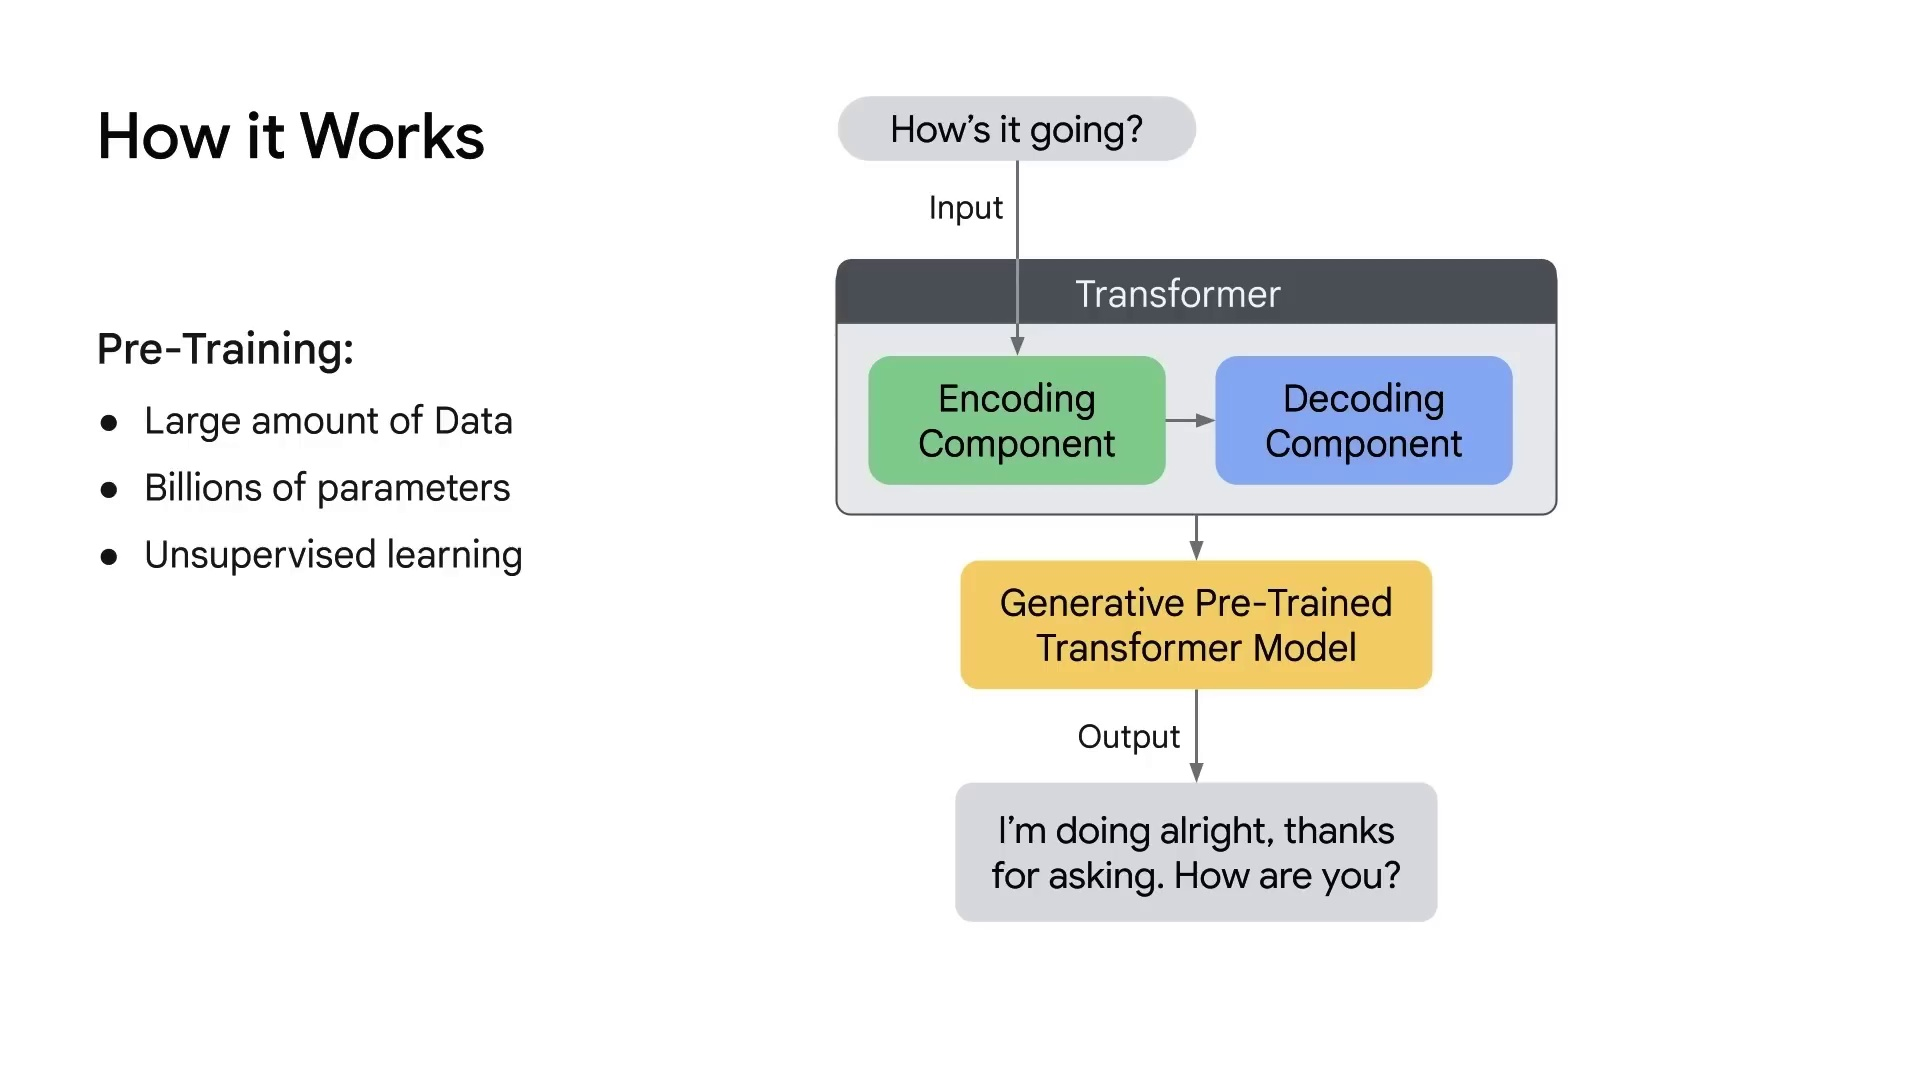 How it Works
Pre-Training:
● Large amount of Data
● Billions of parameters
● Unsupervised learning
How’s it going?
Input
Transformer
Encoding
Component
Decoding
Component
Generative Pre-Trained
Transformer Model
Output
I’m doing alright, thanks
for asking. How are you?